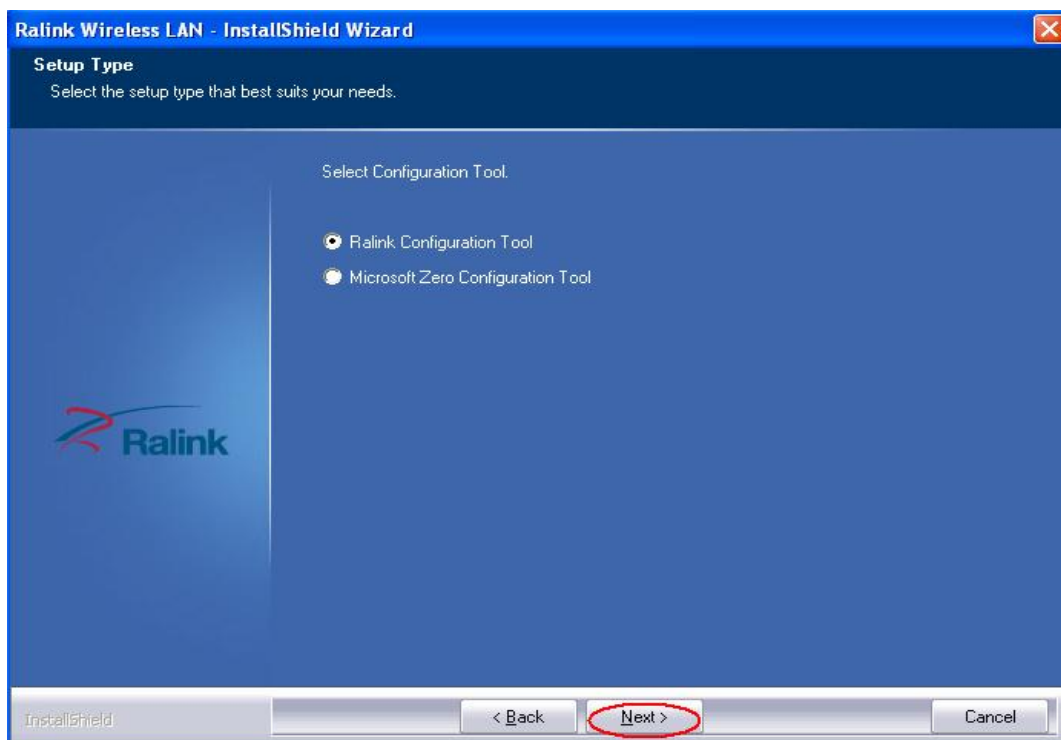 Ralink Wireless LAN - InstallShield Wizard
Setup Type
Select the setup type that best suits your needs.
Select Configuration Tool.
Ralink Configuration Tool
Microsoft Zero Configuration Tool
Ralink
InstallShield
< Back
Next >
Cancel